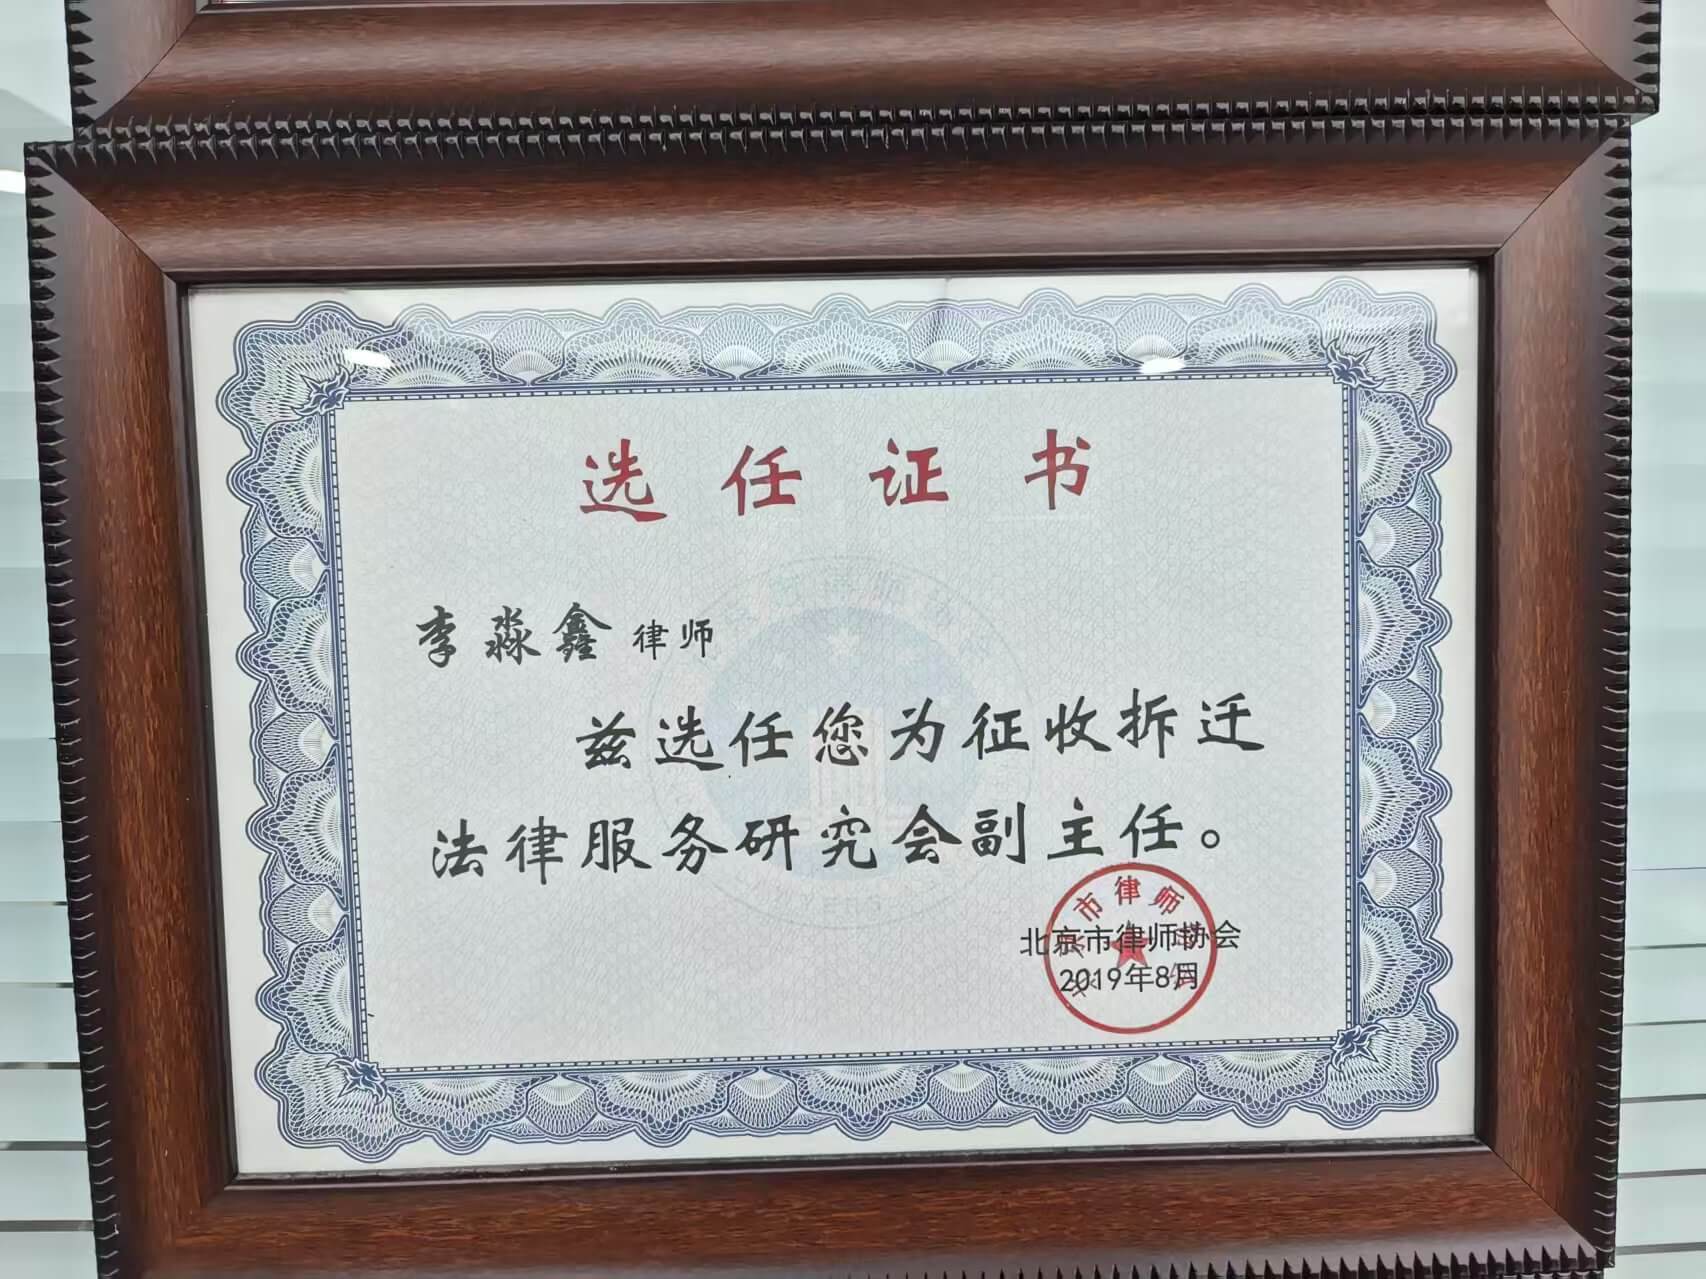 选任证书
李淼鑫律师
兹选任您为征收拆迁
法律服务研究会副主任。
北京市律师协会
2019年8月